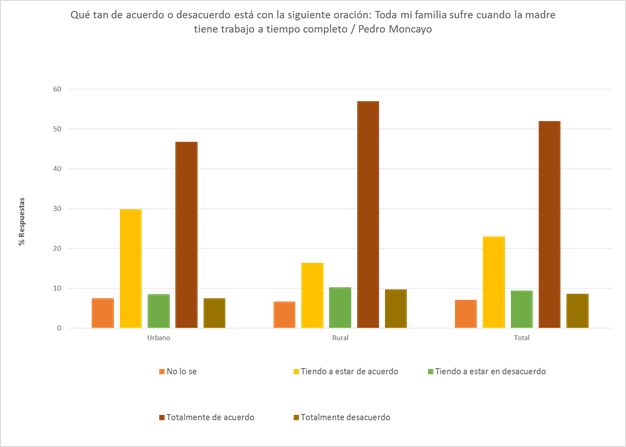 Qué tan de acuerdo o desacuerdo está con la siguiente oración: Toda mi familia sufre cuando la madre
tiene trabajo a tiempo completo / Pedro Moncayo
60
50
40
30
20
10
0
% Respuestas
Urbano
Rural
Total
No lo se
Tiendo a estar de acuerdo
Tiendo a estar en desacuerdo
Totalmente de acuerdo
Totalmente desacuerdo